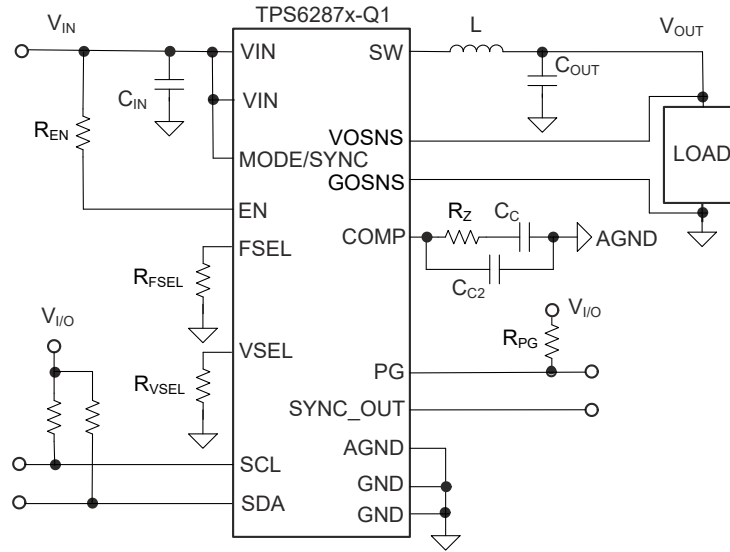 TPS6287x-Q1
VIN
VIN
SW
L
VOUT
COUT
CIN
VIN
REN
VOSNS
LOAD
MODE/SYNC
GOSNS
EN
RZ
CC
COMP
AGND
FSEL
CC2
RFSEL
VI/O
VI/O
RPG
VSEL
RVSEL
PG
SYNC_OUT
AGND
SCL
GND
SDA
GND